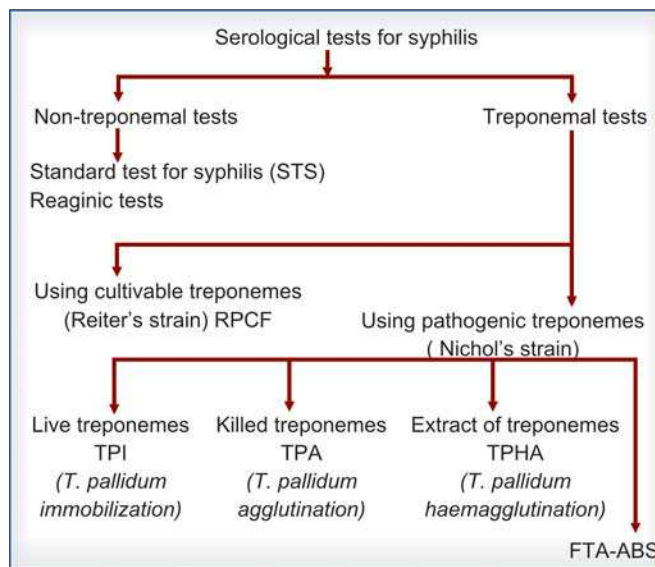 Serological tests for syphilis
Non-treponemal tests
Treponemal tests
Standard test for syphilis (STS)
Reaginic tests
Using cultivable treponemes
(Reiter's strain) RPCF
Using pathogenic treponemes
( Nichol's strain)
Live treponemes
TPI
(T. pallidum
immobilization)
Killed treponemes
TPA
(T. pallidum
agglutination)
Extract of treponemes
TPHA
(T. pallidum
haemagglutination)
FTA-ABS